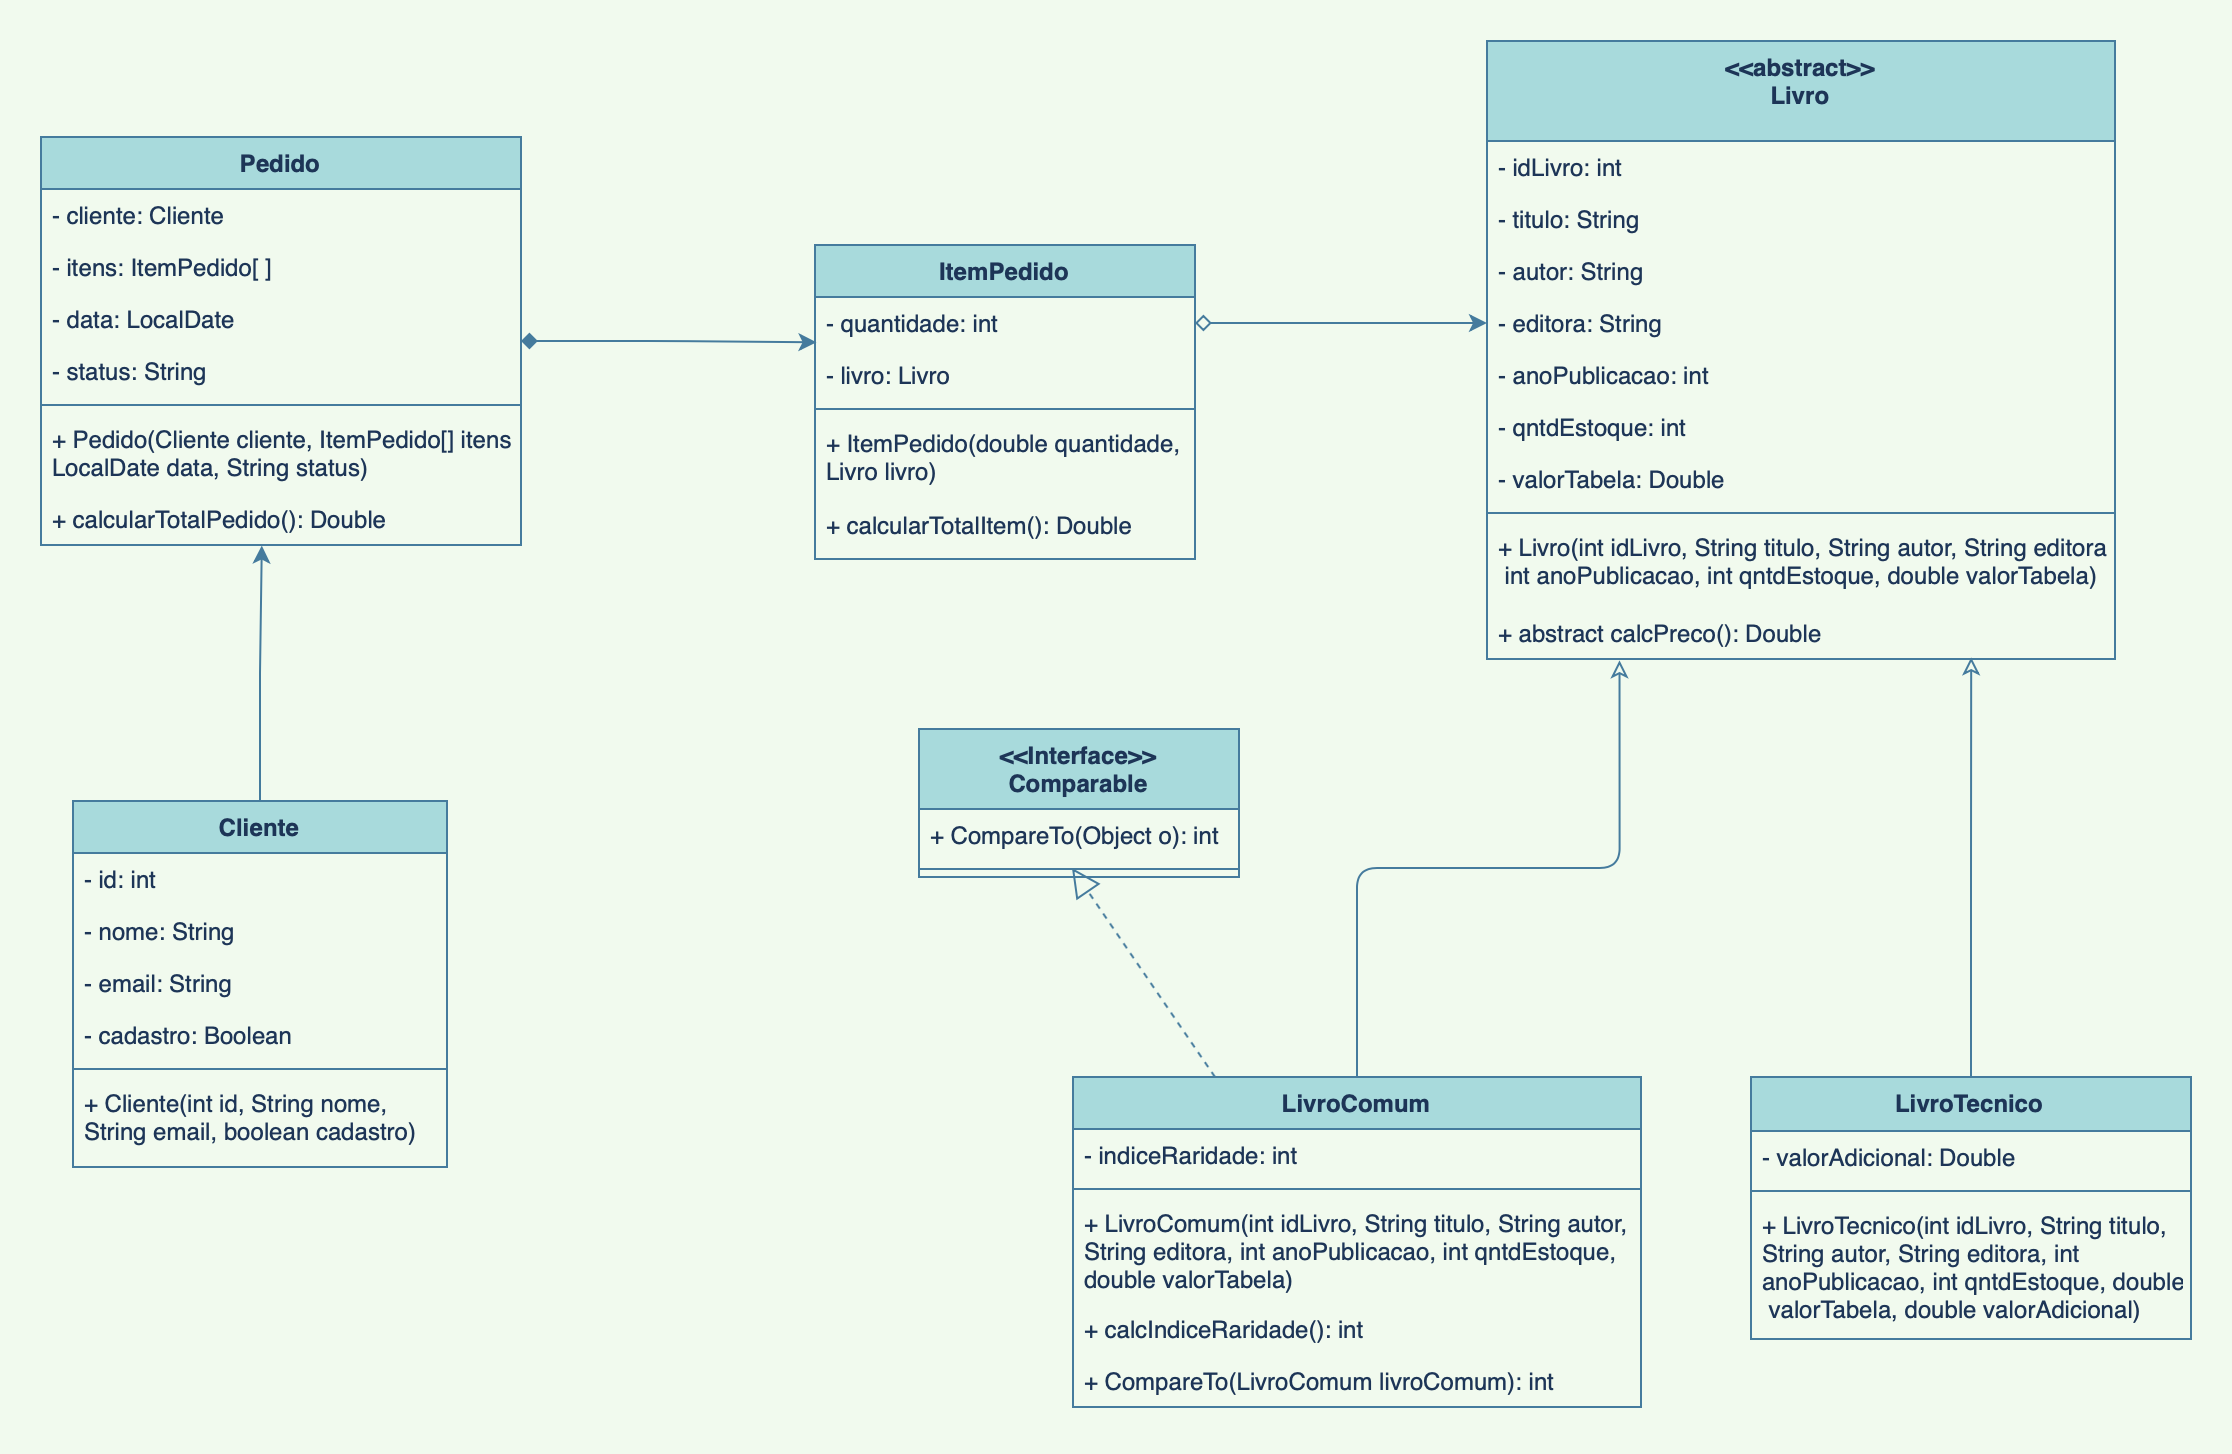 Pedido
- cliente: Cliente
- itens: ItemPedido[ ]
- data: LocalDate
- status: String
+ Pedido(Cliente cliente, ItemPedido[] itens
LocalDate data, String status)
+ calcularTotalPedido(): Double
ItemPedido
- quantidade: int
- livro: Livro
+ ItemPedido(double quantidade,
Livro livro)
+ calcularTotalItem(): Double
<<abstract>>
Livro
- idLivro: int
- titulo: String
- autor: String
- editora: String
- anoPublicacao: int
- qntdEstoque: int
- valorTabela: Double
+ Livro(int idLivro, String titulo, String autor, String editora
int anoPublicacao, int qntdEstoque, double valorTabela)
+ abstract calcPreco(): Double
<<Interface>>
Comparable
+ CompareTo(Object o): int
Cliente
- id: int
- nome: String
- email: String
- cadastro: Boolean
+ Cliente(int id, String nome,
String email, boolean cadastro)
LivroComum
- indiceRaridade: int
+ LivroComum(int idLivro, String titulo, String autor,
String editora, int anoPublicacao, int qntdEstoque,
double valorTabela)
+ calcIndiceRaridade(): int
+ CompareTo(LivroComum livroComum): int
LivroTecnico
- valorAdicional: Double
+ LivroTecnico(int idLivro, String titulo,
String autor, String editora, int
anoPublicacao, int qntdEstoque, double
valorTabela, double valorAdicional)